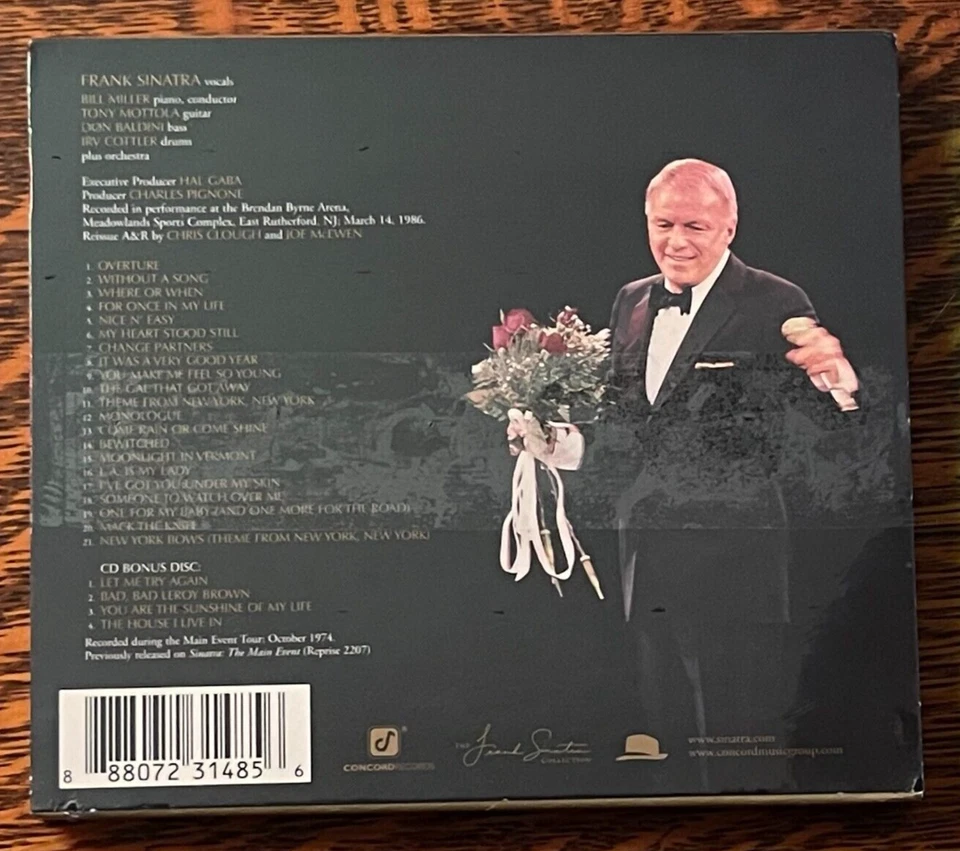 FRANK SINATRA vocals
BILL MILLER piano, conductor
TONY MOTTOLA guitar
DON BALDINI bass
IRV COTTLER drums
plus orchestra
Executive Producer HAL GABA
Producer CHARLES PIGNONE
Recorded in performance at the Brendan Byrne Arena,
Meadowlands Sports Complex, East Rutherford, NJ; March 14, 1986.
Reissue A&R by CHRIS CLOUGH and JOE McEWEN
1. OVERTURE
2. WITHOUT A SONG
3. WHERE OR WHEN
4. FOR ONCE IN MY LIFE
5. NICE N' EASY
6. MY HEART STOOD STILL
7. CHANGE PARTNERS
8. IT WAS A VERY GOOD YEAR
9. YOU MAKE ME FEEL SO YOUNG
10. THE GAL THAT GOT AWAY
11. THEME FROM NEW YORK, NEW YORK
12. MONOLOGUE
13. COME RAIN OR COME SHINE
14. BEWITCHED
15. MOONLIGHT IN VERMONT
16. L.A. IS MY LADY
17. I'VE GOT YOU UNDER MY SKIN
18. SOMEONE TO WATCH OVER ME
19. ONE FOR MY BABY (AND ONE MORE FOR THE ROAD)
20. MACK THE KNIFE
21. NEW YORK BOWS (THEME FROM NEW YORK, NEW YORK)
CD BONUS DISC:
1. LET ME TRY AGAIN
2. BAD, BAD LEROY BROWN
3. YOU ARE THE SUNSHINE OF MY LIFE
4. THE HOUSE I LIVE IN
Recorded during the Main Event Tour; October 1974.
Previously released on Sinatra: The Main Event (Reprise 2207)
8 88072 31485 6
CONCORD RECORDS
THE Frank Sinatra COLLECTION
www.sinatra.com
www.concordmusicgroup.com